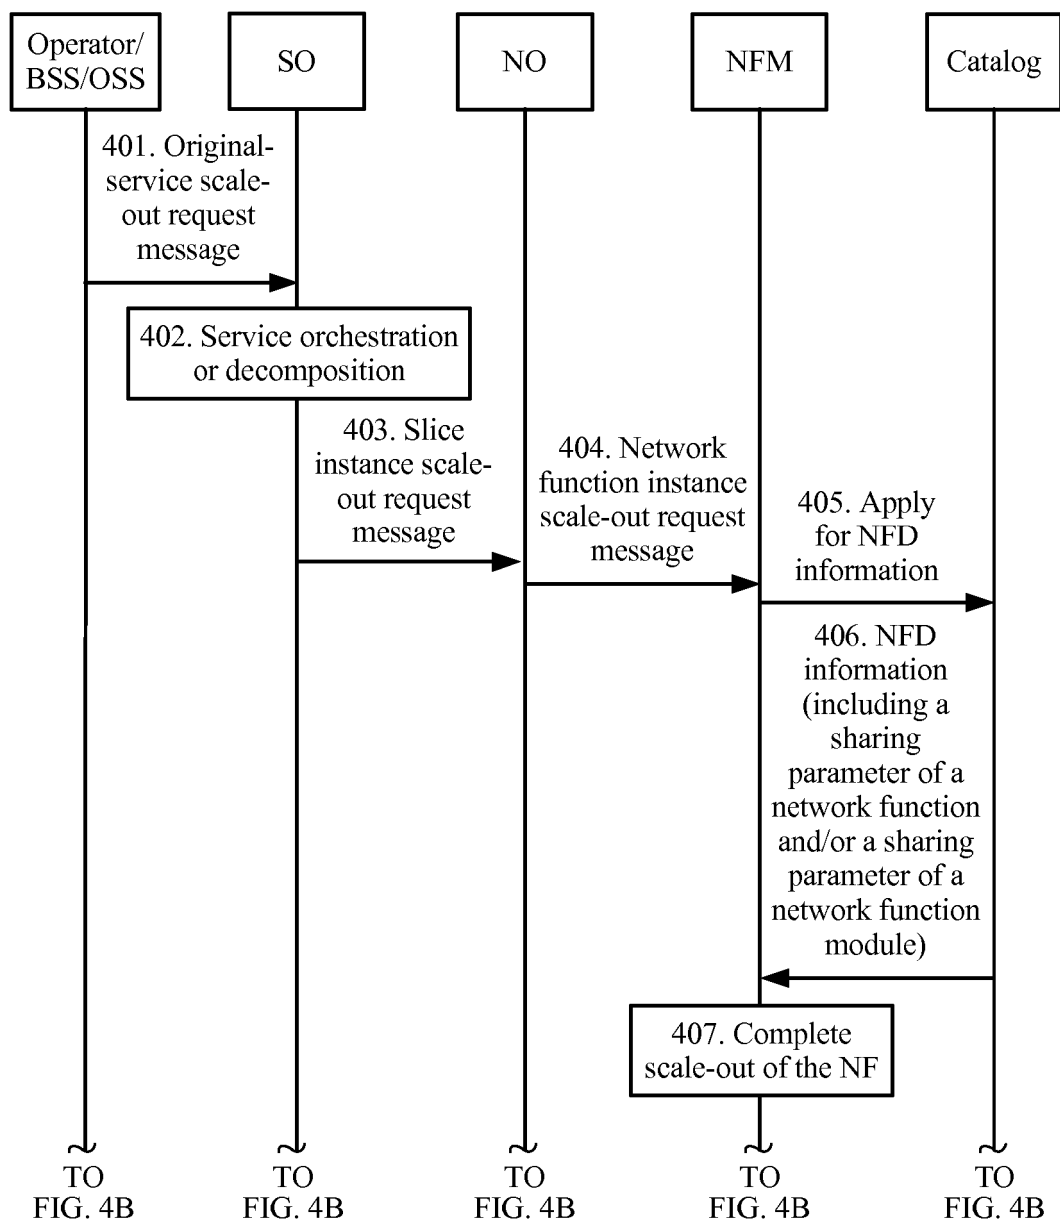 Operator/
BSS/OSS
SO
NO
NFM
Catalog
401. Original-
service scale-
out request
message
402. Service orchestration
or decomposition
403. Slice
instance scale-
out request
message
404. Network
function instance
scale-out request
message
405. Apply
for NFD
information
406. NFD
information
(including a
sharing
parameter of a
network function
and/or a sharing
parameter of a
network function
module)
407. Complete
scale-out of the NF
TO
FIG. 4B
TO
FIG. 4B
TO
FIG. 4B
TO
FIG. 4B
TO
FIG. 4B